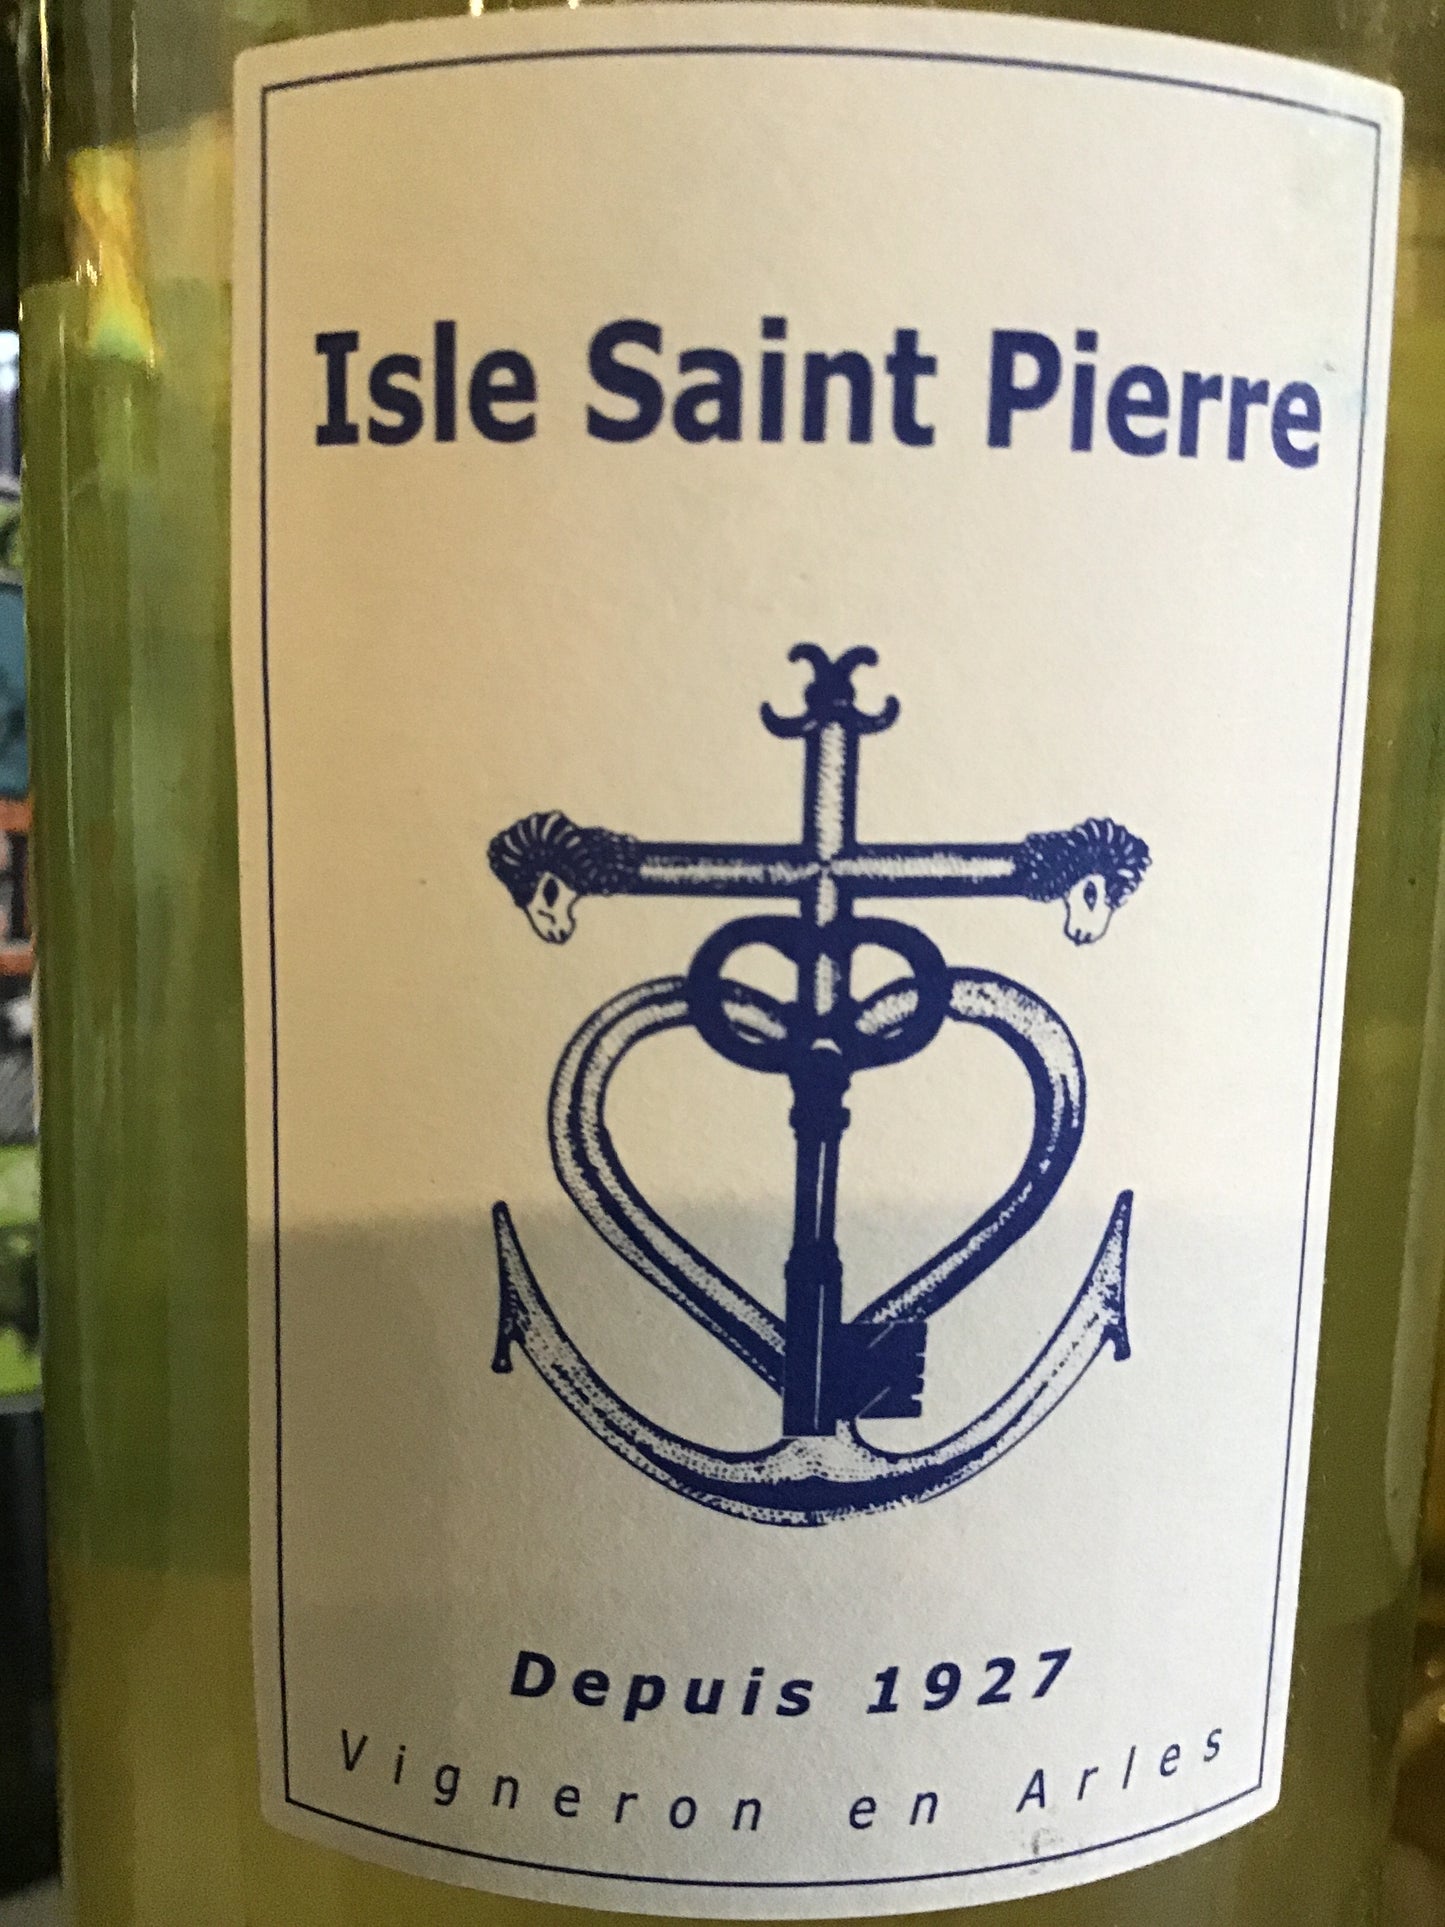 Isle Saint Pierre
Depuis 1927
Vigneron en Arles